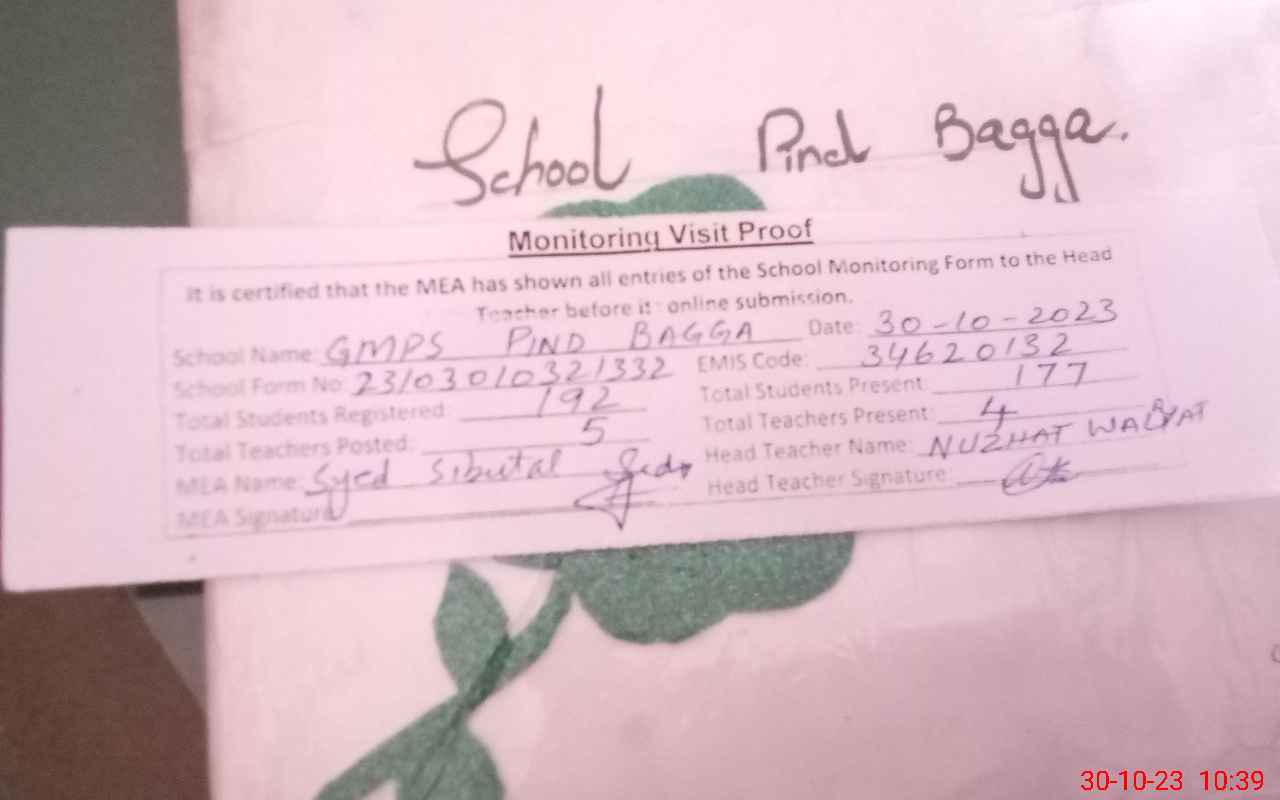 School Pind Bagga.
Monitoring Visit Proof
It is certified that the MEA has shown all entries of the School Monitoring Form to the Head
Teacher before it online submission.
School Name: GMPS PIND BAGGA Date: 30-10-2023
School Form No: 23103010321332 EMIS Code: 34620132
Total Students Registered: 192 Total Students Present: 177
Total Teachers Posted: 5 Total Teachers Present: 4
MEA Name: Syed Sibutal Head Teacher Name: NUZHAT
MEA Signature Head Teacher Signature:
30-10-23 10:39